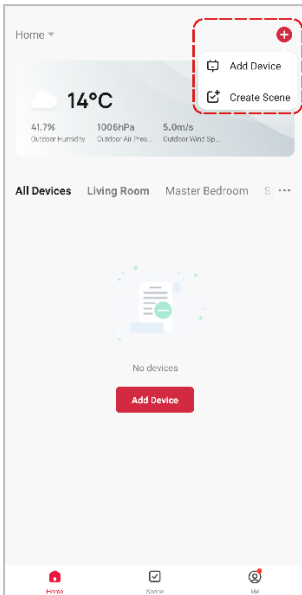 Home
Add Device
Create Scene
14°C
41.7% 1006hPa 5.0m/s
Outdoor Humidity Outdoor Air Pres... Outdoor Wind Sp...
All Devices Living Room Master Bedroom S
No devices
Add Device
Home Scene Me